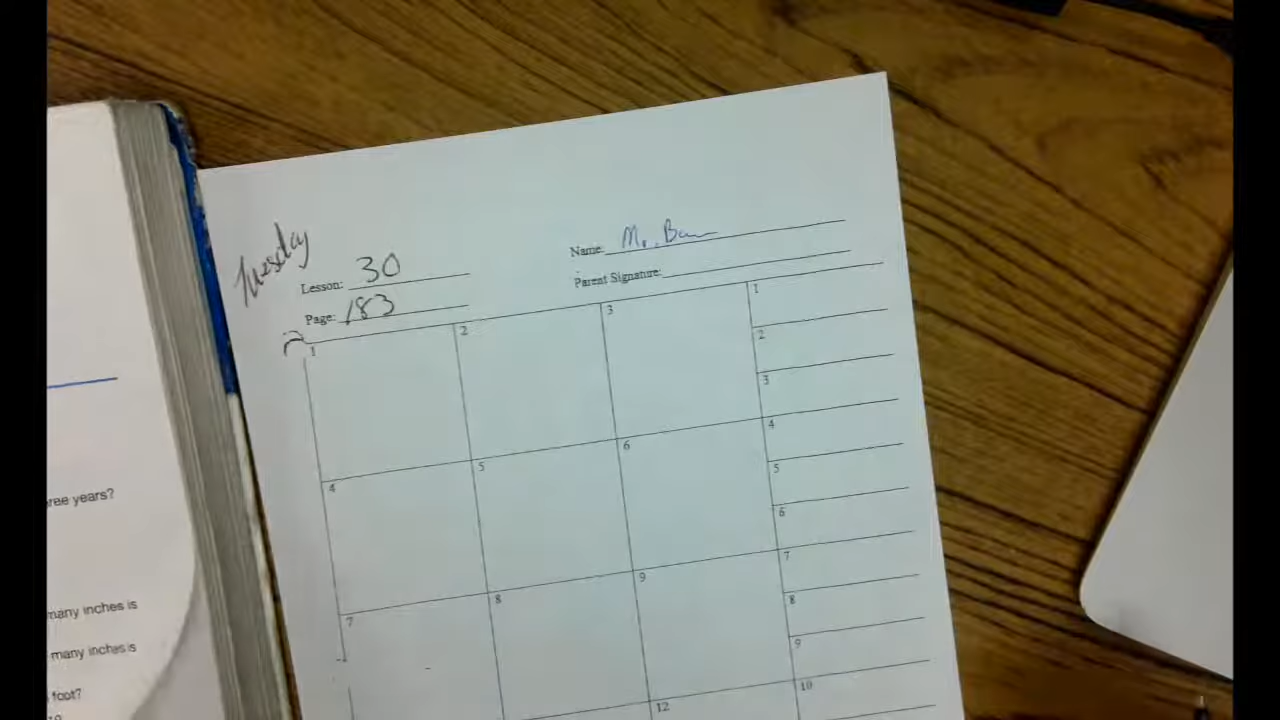 Tuesday
Name: Mr. Bar
Lesson: 30
Parent Signature:
Page: 183
1 2 3 1
2
3
4 5 6 4
5
6
7 8 9 7
8
9
12 10
ree years?
many inches is
many inches is
foot?